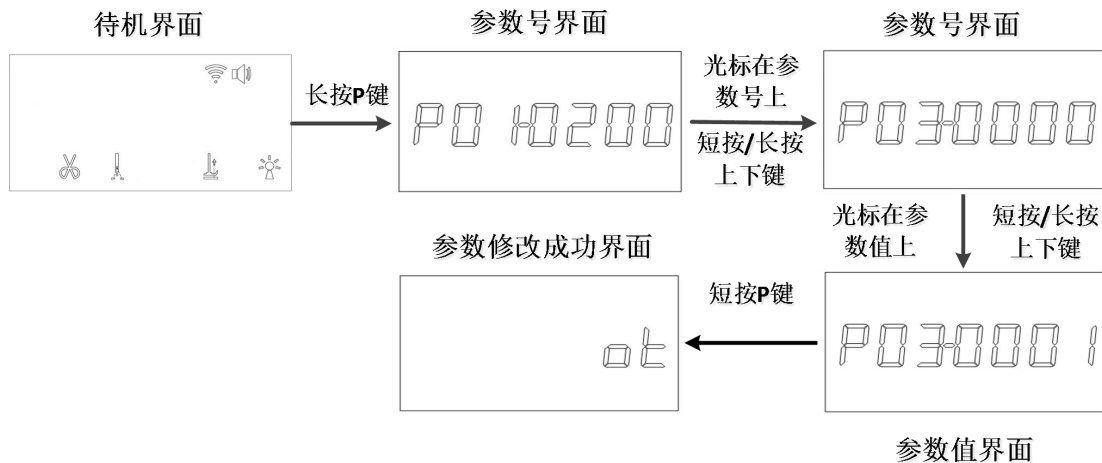 待机界面
参数号界面
参数号界面
长按P键
P01-0200
光标在参
数号上
短按/长按
上下键
P03-0000
光标在参
数值上
短按/长按
上下键
参数修改成功界面
ot
短按P键
P03-0001
参数值界面